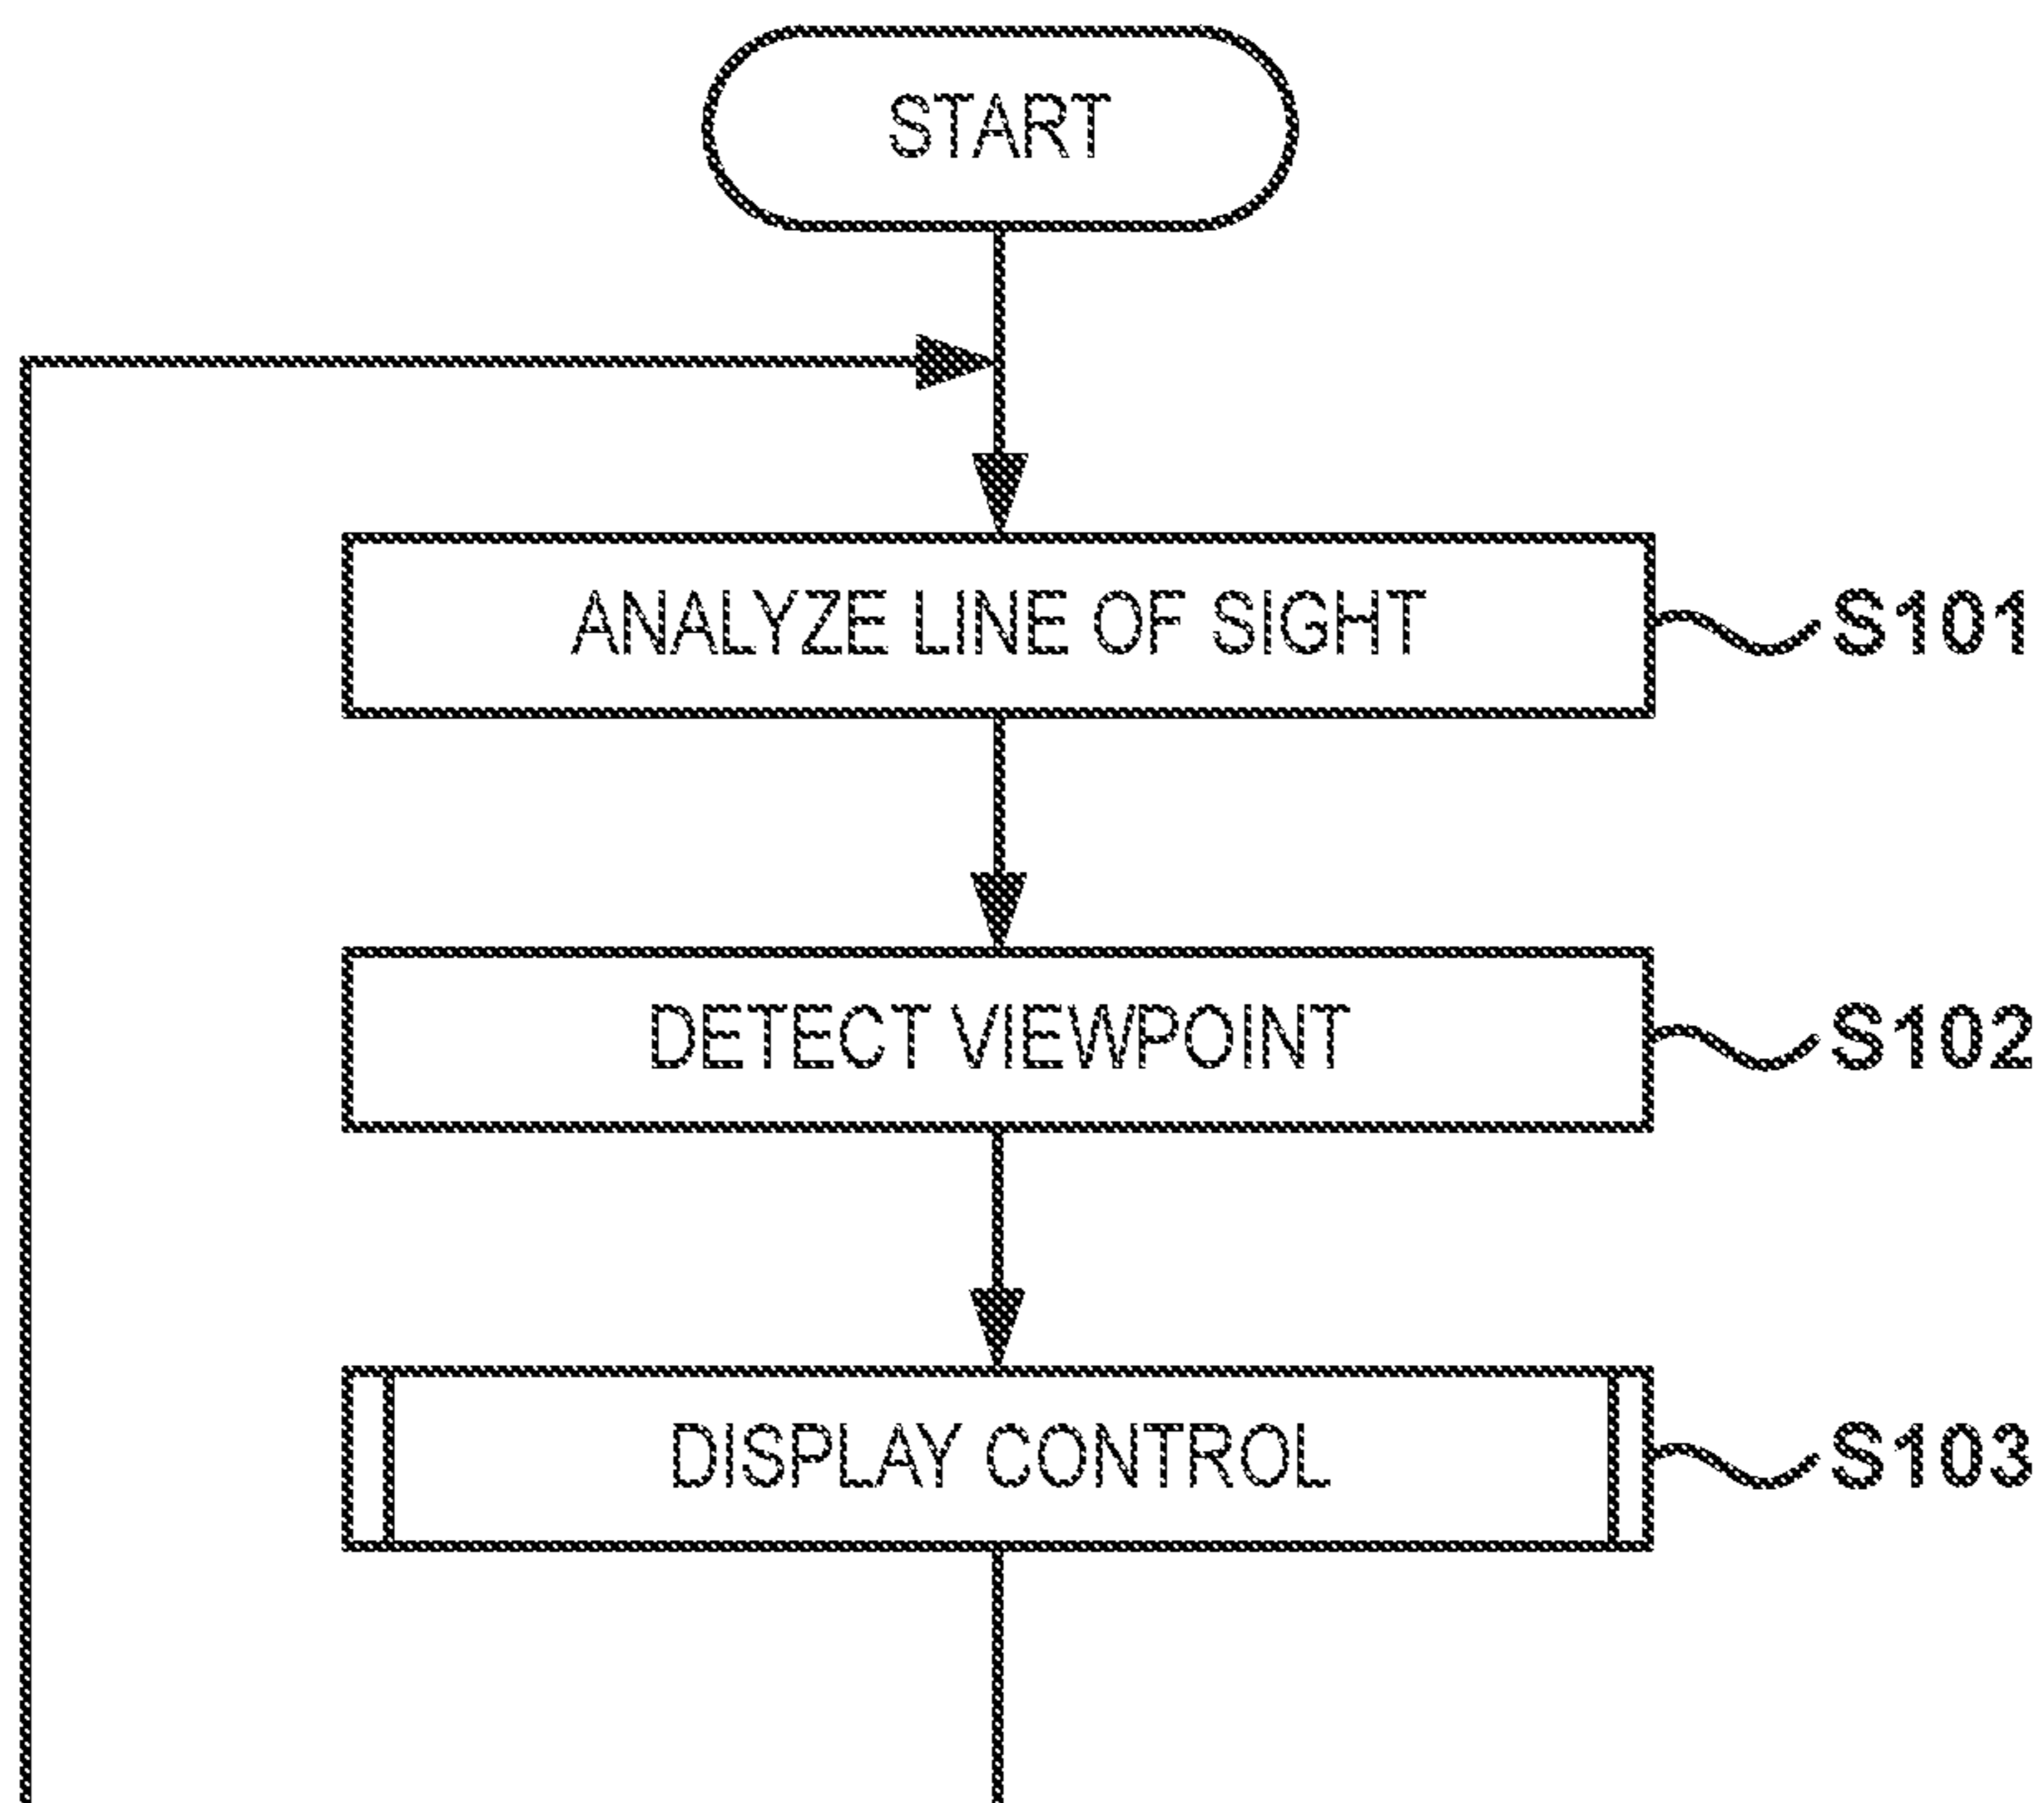 START
ANALYZE LINE OF SIGHT
S101
DETECT VIEWPOINT
S102
DISPLAY CONTROL
S103